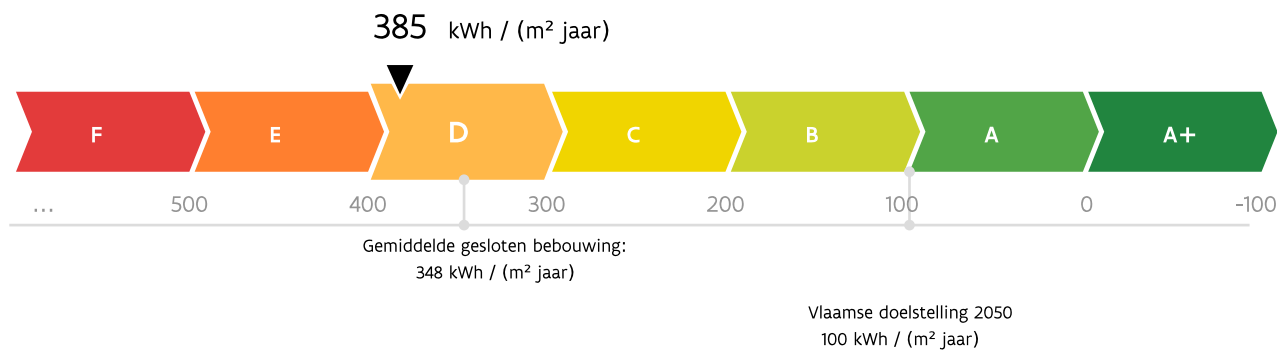 385 kWh / (m² jaar)
F E D C B A A+
... 500 400 300 200 100 0 -100
Gemiddelde gesloten bebouwing:
348 kWh / (m² jaar)
Vlaamse doelstelling 2050
100 kWh / (m² jaar)